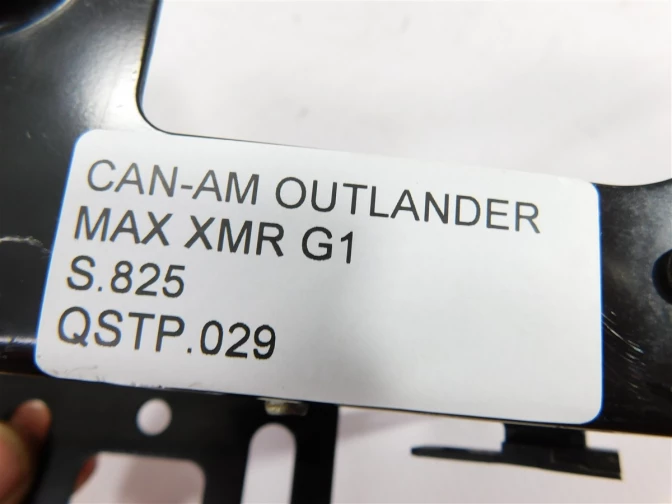 CAN-AM OUTLANDER
MAX XMR G1
S.825
QSTP.029